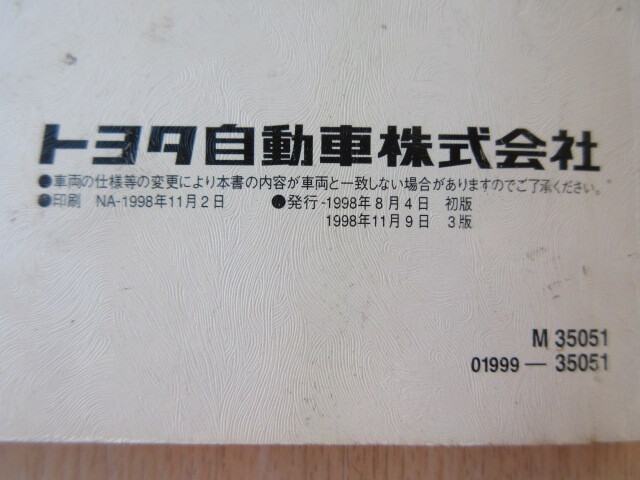 トヨタ自動車株式会社
●車両の仕様等の変更により本書の内容が車両と一致しない場合がありますのでご了承ください。
●印刷 NA-1998年11月2日 ●発行-1998年8月4日 初版
1998年11月9日 3版
M 35051
01999 — 35051